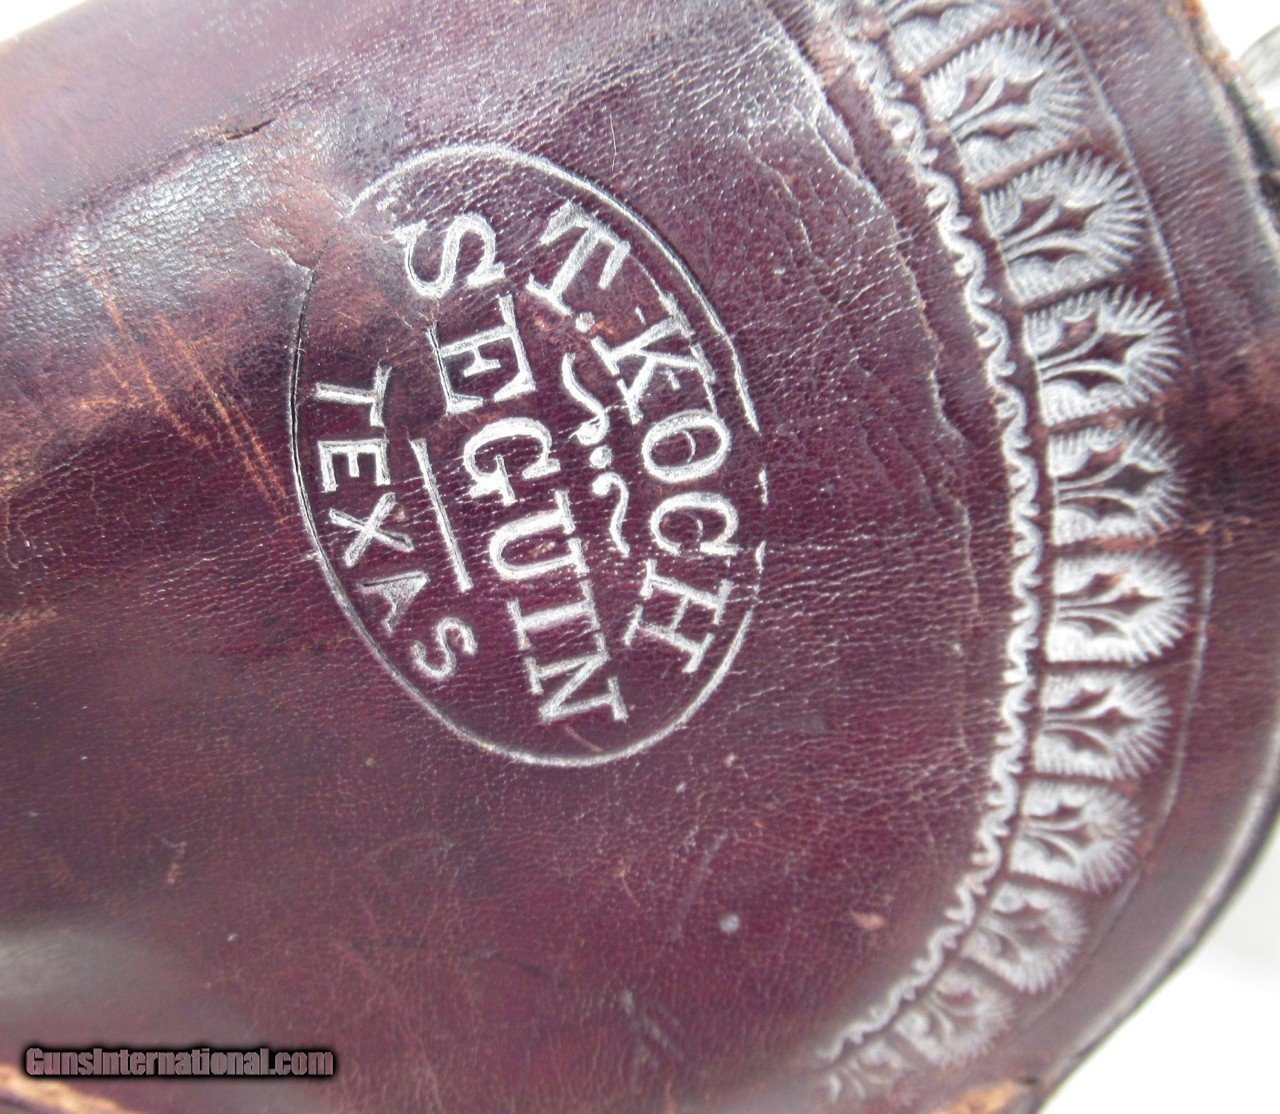 T. KOCH
SEGUIN
TEXAS
GunsInternational.com